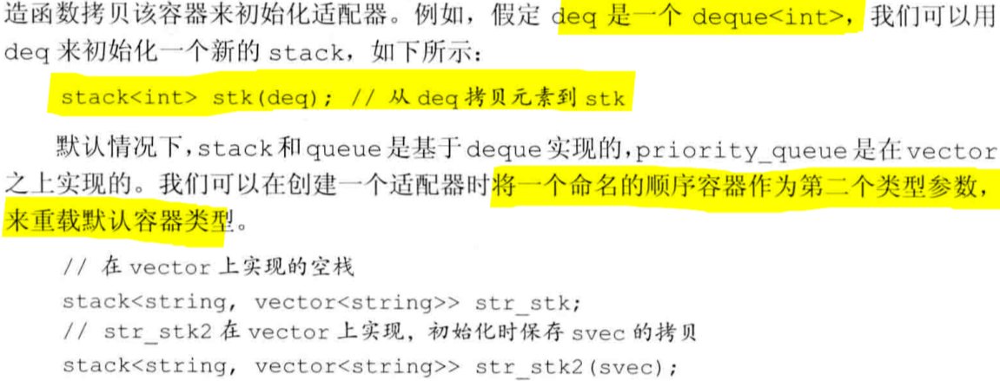 造函数拷贝该容器来初始化适配器。例如，假定 deq 是一个 deque<int>，我们可以用
deq 来初始化一个新的 stack，如下所示：
stack<int> stk(deq); // 从 deq 拷贝元素到 stk
默认情况下，stack 和 queue 是基于 deque 实现的，priority_queue 是在 vector
之上实现的。我们可以在创建一个适配器时将一个命名的顺序容器作为第二个类型参数，
来重载默认容器类型。
// 在 vector 上实现的空栈
stack<string, vector<string>> str_stk;
// str_stk2 在 vector 上实现，初始化时保存 svec 的拷贝
stack<string, vector<string>> str_stk2(svec);